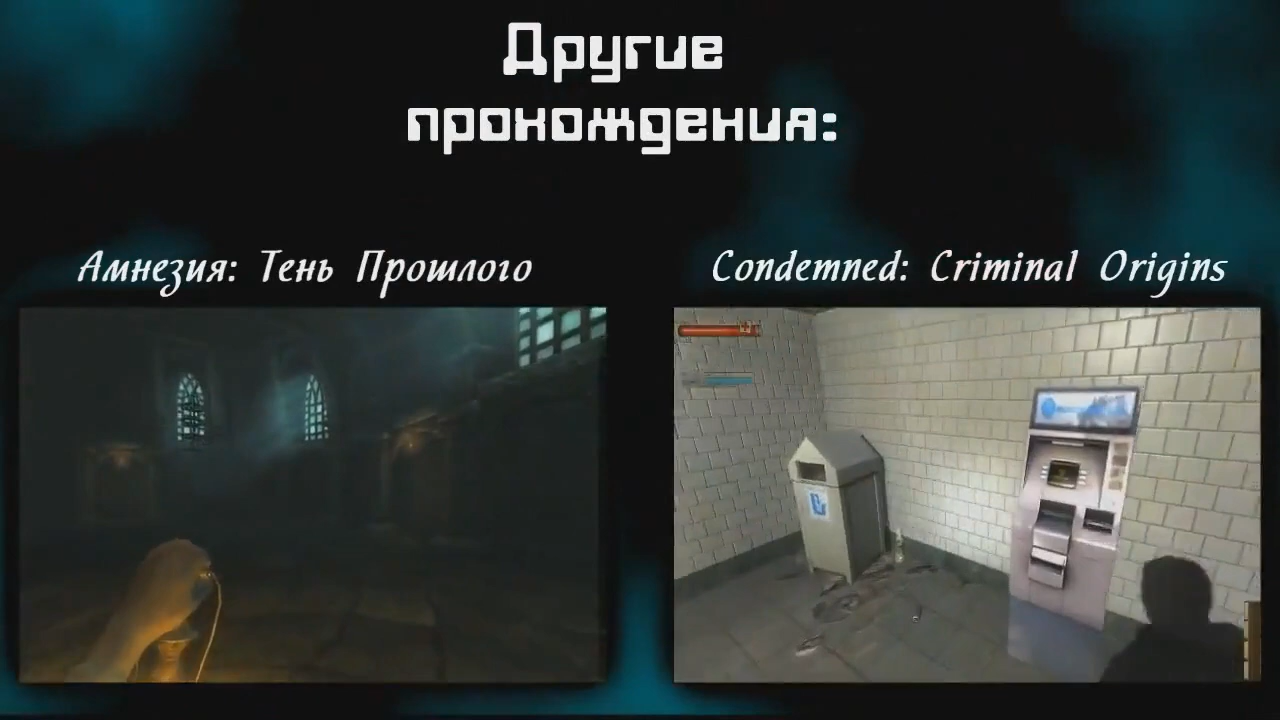 Другие
прохождения:
Амнезия: Тень Прошлого
Condemned: Criminal Origins